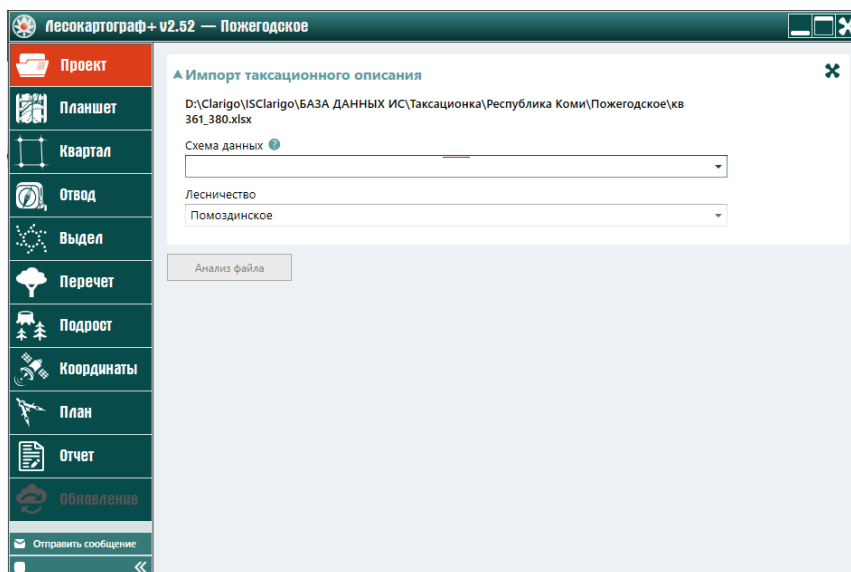 Лесокартограф+ v2.52 — Пожегодское
Проект
Планшет
Квартал
Отвод
Выдел
Перечет
Подрост
Координаты
План
Отчет
Обновление
Отправить сообщение
Импорт таксационного описания
D:\Clarigo\ISClarigo\БАЗА ДАННЫХ ИС\Таксационка\Республика Коми\Пожегодское\кв
361_380.xlsx
Схема данных ?
Лесничество
Помоздинское
Анализ файла